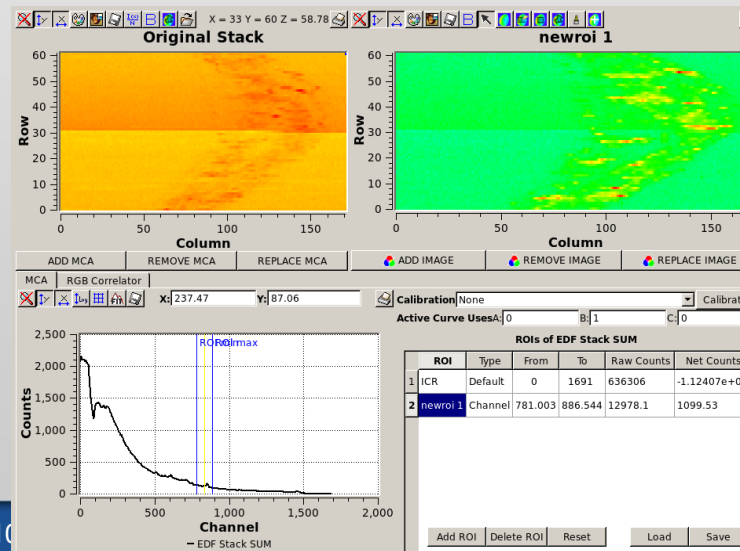 X = 33 Y = 60 Z = 58.78
Original Stack
newroi 1
60
50
40
30
20
10
0
Row
0 50 100 150
Column
60
50
40
30
20
10
0
Row
0 50 100 150
Column
ADD MCA REMOVE MCA REPLACE MCA
ADD IMAGE REMOVE IMAGE REPLACE IMAGE
MCA RGB Correlator
X: 237.47 Y: 87.06
Calibration None Calibrat
Active Curve Uses A: 0 B: 1 C: 0
2,500
2,000
1,500
1,000
500
0
Counts
0 500 1,000 1,500 2,000
Channel
EDF Stack SUM
ROIs of EDF Stack SUM
ROI Type From To Raw Counts Net Counts
1 ICR Default 0 1691 636306 -1.12407e+0
2 newroi 1 Channel 781.003 886.544 12978.1 1099.53
Add ROI Delete ROI Reset Load Save